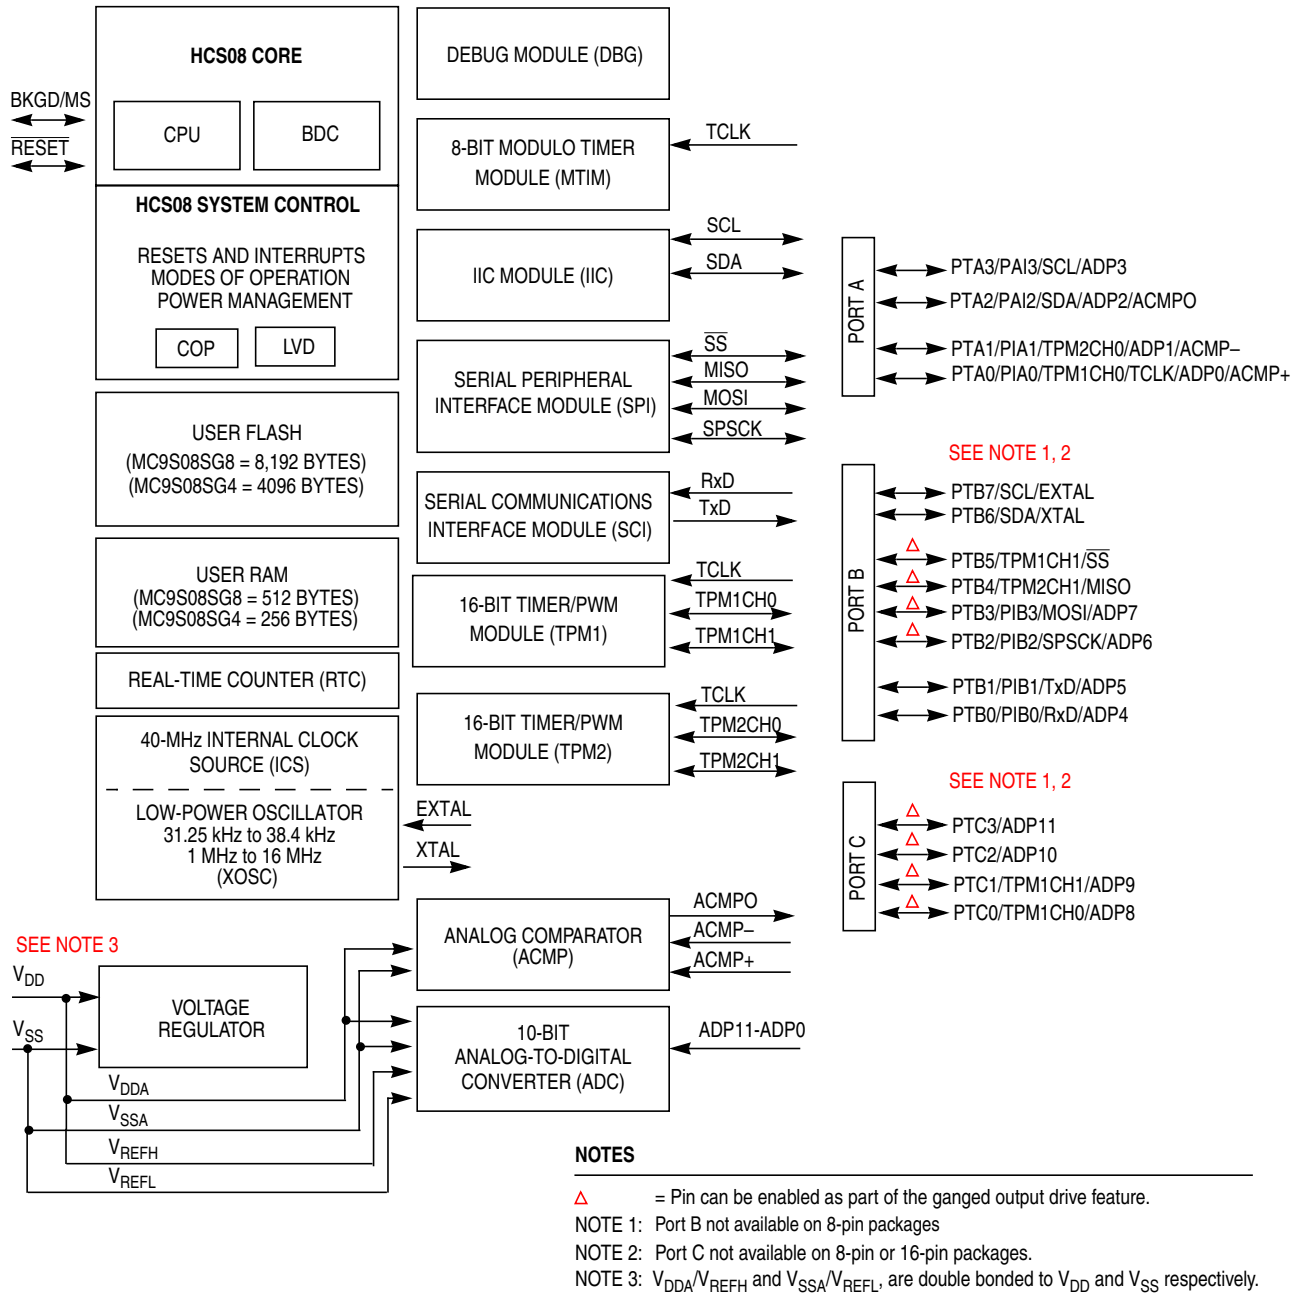 HCS08 CORE
CPU
BDC
BKGD/MS
RESET
HCS08 SYSTEM CONTROL
RESETS AND INTERRUPTS
MODES OF OPERATION
POWER MANAGEMENT
COP
LVD
USER FLASH
(MC9S08SG8 = 8,192 BYTES)
(MC9S08SG4 = 4096 BYTES)
USER RAM
(MC9S08SG8 = 512 BYTES)
(MC9S08SG4 = 256 BYTES)
REAL-TIME COUNTER (RTC)
40-MHz INTERNAL CLOCK
SOURCE (ICS)
LOW-POWER OSCILLATOR
31.25 kHz to 38.4 kHz
1 MHz to 16 MHz
(XOSC)
EXTAL
XTAL
SEE NOTE 3
VDD
VSS
VOLTAGE
REGULATOR
VDDA
VSSA
VREFH
VREFL
DEBUG MODULE (DBG)
8-BIT MODULO TIMER
MODULE (MTIM)
TCLK
IIC MODULE (IIC)
SCL
SDA
SERIAL PERIPHERAL
INTERFACE MODULE (SPI)
SS
MISO
MOSI
SPSCK
SERIAL COMMUNICATIONS
INTERFACE MODULE (SCI)
RxD
TxD
16-BIT TIMER/PWM
MODULE (TPM1)
TCLK
TPM1CH0
TPM1CH1
16-BIT TIMER/PWM
MODULE (TPM2)
TCLK
TPM2CH0
TPM2CH1
ANALOG COMPARATOR
(ACMP)
ACMPO
ACMP–
ACMP+
10-BIT
ANALOG-TO-DIGITAL
CONVERTER (ADC)
ADP11-ADP0
PORT A
PTA3/PAI3/SCL/ADP3
PTA2/PAI2/SDA/ADP2/ACMPO
PTA1/PIA1/TPM2CH0/ADP1/ACMP–
PTA0/PIA0/TPM1CH0/TCLK/ADP0/ACMP+
SEE NOTE 1, 2
PORT B
PTB7/SCL/EXTAL
PTB6/SDA/XTAL
Δ PTB5/TPM1CH1/SS
Δ PTB4/TPM2CH1/MISO
Δ PTB3/PIB3/MOSI/ADP7
Δ PTB2/PIB2/SPSCK/ADP6
PTB1/PIB1/TxD/ADP5
PTB0/PIB0/RxD/ADP4
SEE NOTE 1, 2
PORT C
Δ PTC3/ADP11
Δ PTC2/ADP10
Δ PTC1/TPM1CH1/ADP9
Δ PTC0/TPM1CH0/ADP8
NOTES
Δ = Pin can be enabled as part of the ganged output drive feature.
NOTE 1: Port B not available on 8-pin packages
NOTE 2: Port C not available on 8-pin or 16-pin packages.
NOTE 3: VDDA/VREFH and VSSA/VREFL, are double bonded to VDD and VSS respectively.